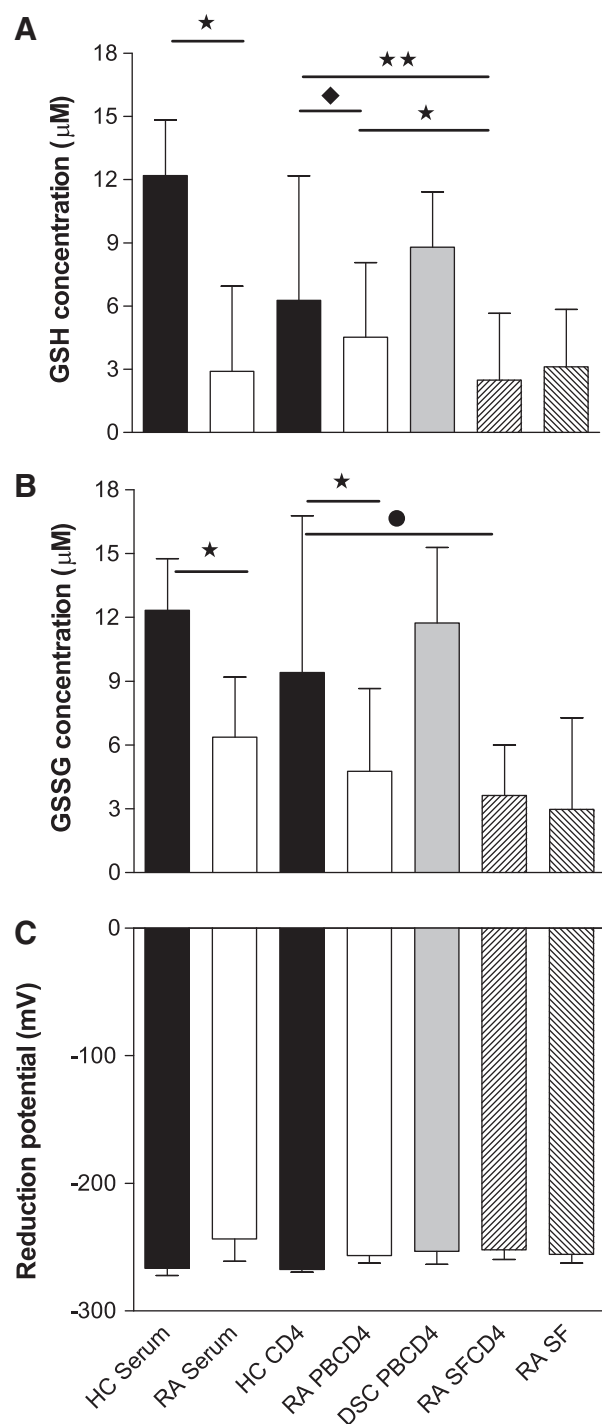 A
GSH concentration (μM)
18
15
12
9
6
3
0
B
GSSG concentration (μM)
18
15
12
9
6
3
0
C
Reduction potential (mV)
0
-100
-200
-300
HC Serum
RA Serum
HC CD4
RA PBCD4
DSC PBCD4
RA SFCD4
RA SF